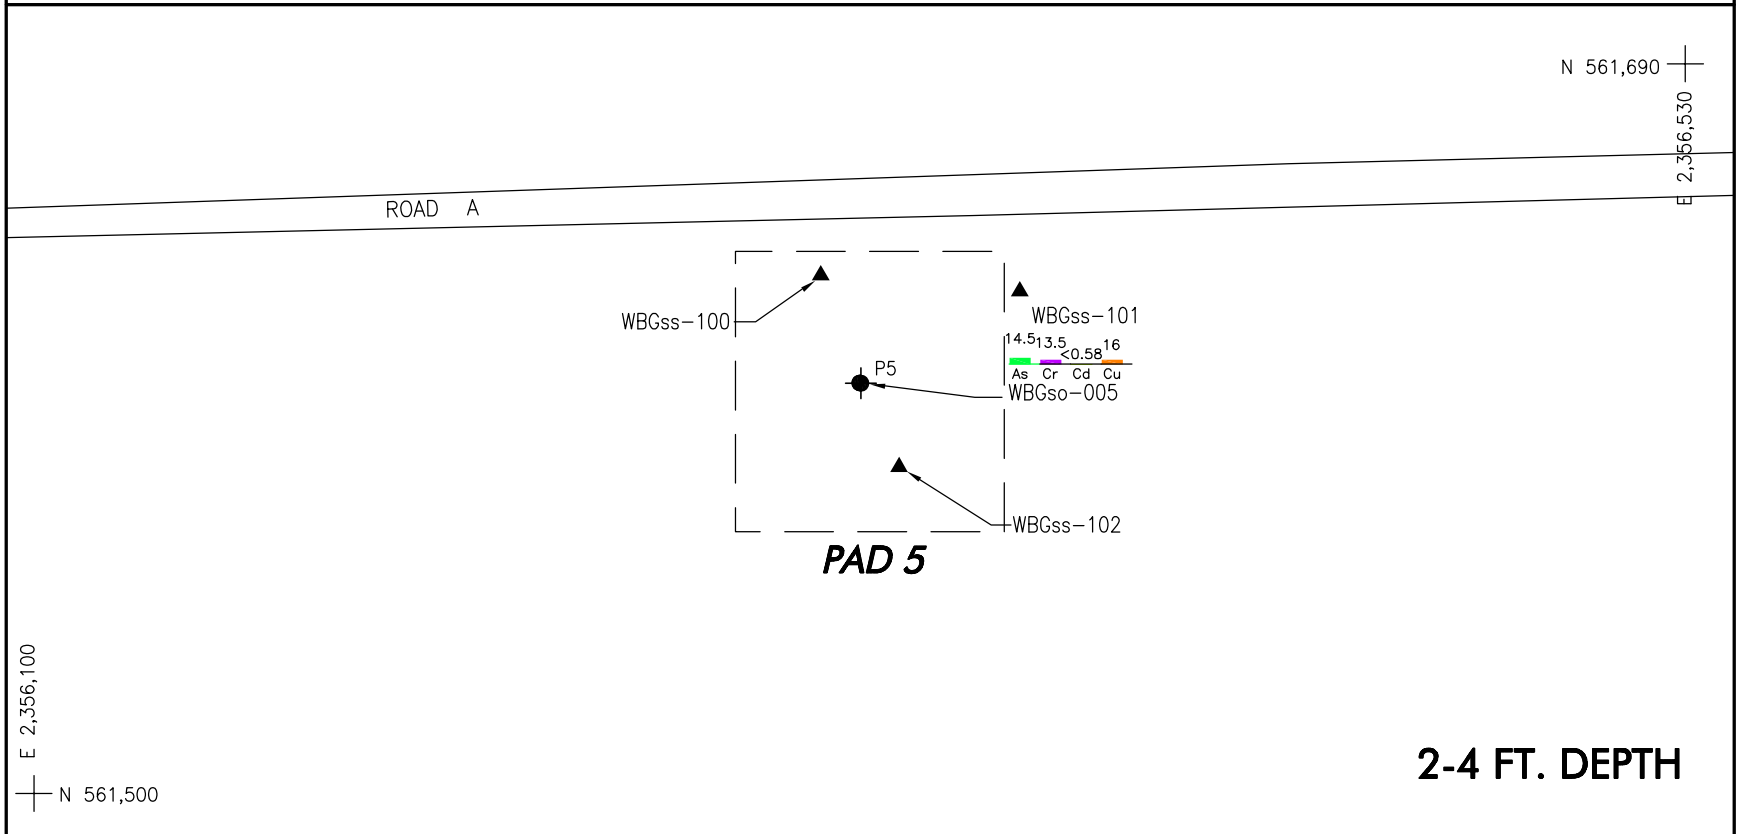 N 561,690
E 2,356,530
ROAD A
WBGss-100
WBGss-101
14.5 13.5 <0.58 16
As Cr Cd Cu
P5
WBGso-005
WBGss-102
PAD 5
E 2,356,100
2-4 FT. DEPTH
N 561,500